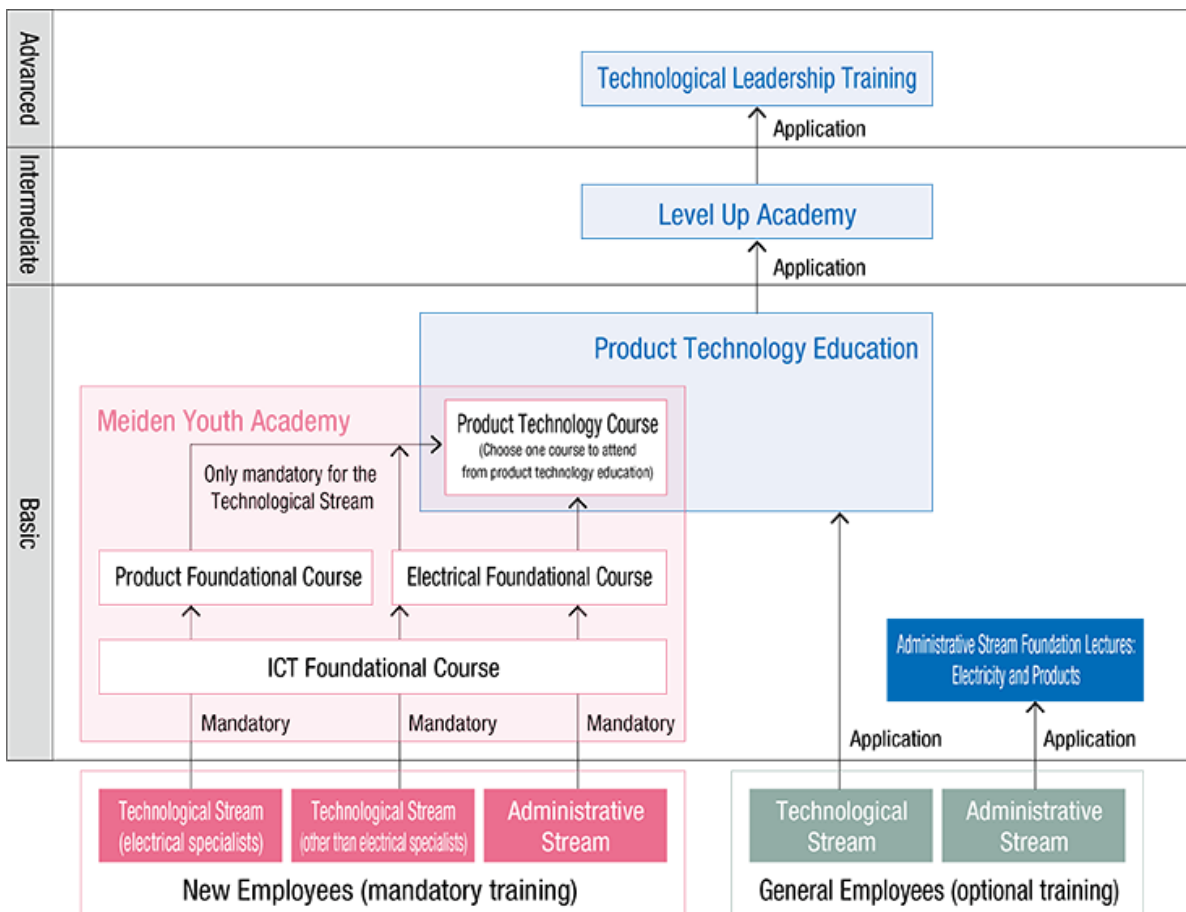 Advanced
Technological Leadership Training
Application
Intermediate
Level Up Academy
Application
Basic
Product Technology Education
Meiden Youth Academy
Product Technology Course
(Choose one course to attend
from product technology education)
Only mandatory for the
Technological Stream
Product Foundational Course
Electrical Foundational Course
ICT Foundational Course
Administrative Stream Foundation Lectures:
Electricity and Products
Mandatory
Mandatory
Mandatory
Application
Application
Technological Stream
(electrical specialists)
Technological Stream
(other than electrical specialists)
Administrative
Stream
New Employees (mandatory training)
Technological
Stream
Administrative
Stream
General Employees (optional training)